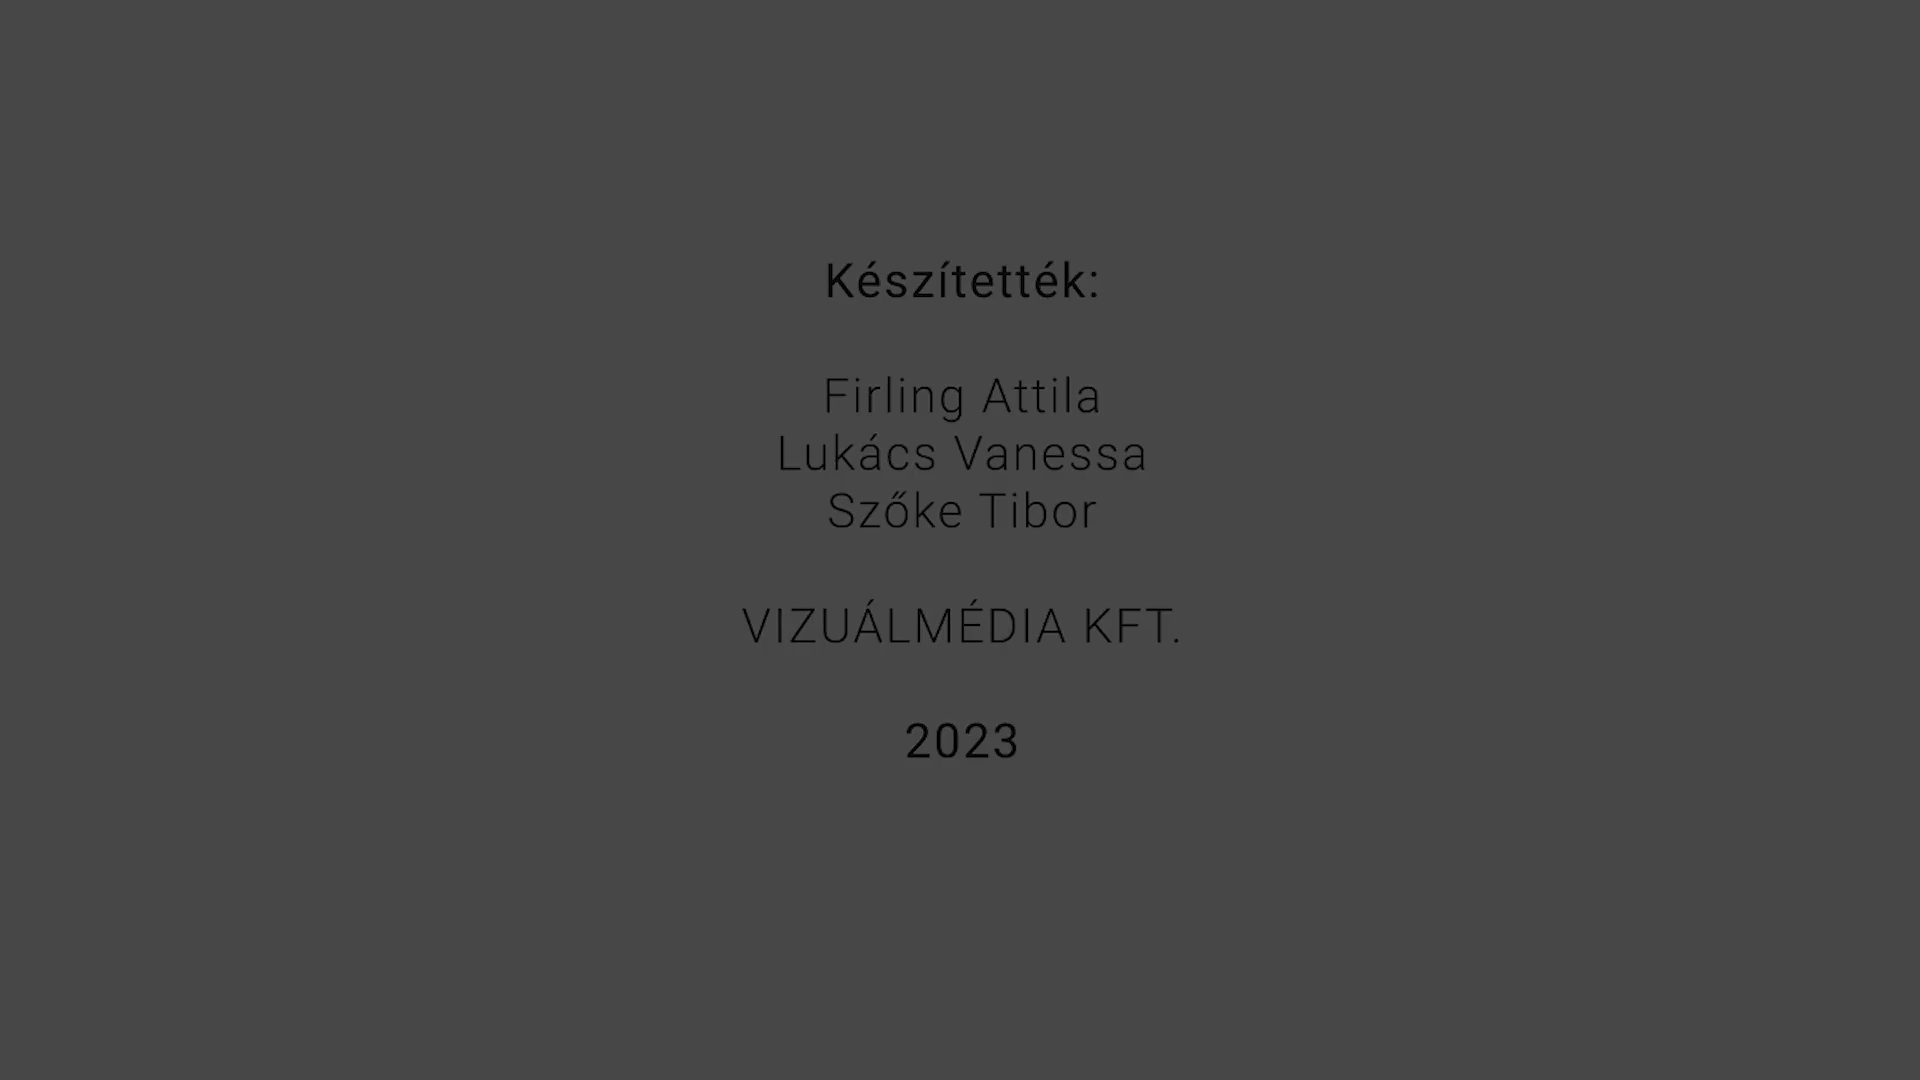 Készítették:
Firling Attila
Lukács Vanessa
Szőke Tibor
VIZUÁLMÉDIA KFT.
2023